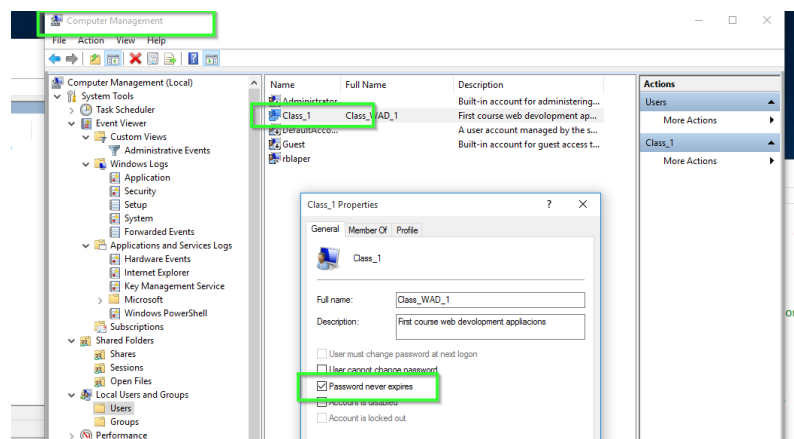 Computer Management
File Action View Help
Computer Management (Local)
System Tools
Task Scheduler
Event Viewer
Custom Views
Administrative Events
Windows Logs
Application
Security
Setup
System
Forwarded Events
Applications and Services Logs
Hardware Events
Internet Explorer
Key Management Service
Microsoft
Windows PowerShell
Subscriptions
Shared Folders
Shares
Sessions
Open Files
Local Users and Groups
Users
Groups
Performance
Name Full Name Description
Administrator Built-in account for administering...
Class_1 Class_WAD_1 First course web devolopment ap...
DefaultAcco... A user account managed by the s...
Guest Built-in account for guest access t...
rblaper
Actions
Users
More Actions
Class_1
More Actions
Class_1 Properties ?
General Member Of Profile
Class_1
Full name: Class_WAD_1
Description: First course web devolopment appliacions
User must change password at next logon
User cannot change password
Password never expires
Account is disabled
Account is locked out